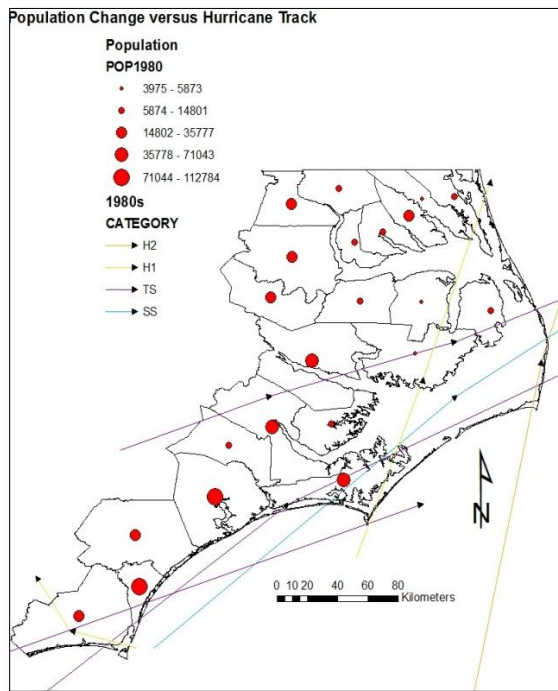 Population Change versus Hurricane Track
Population
POP1980
3975 - 5873
5874 - 14801
14802 - 35777
35778 - 71043
71044 - 112784
1980s
CATEGORY
H2
H1
TS
SS
N
0 10 20 40 60 80
Kilometers